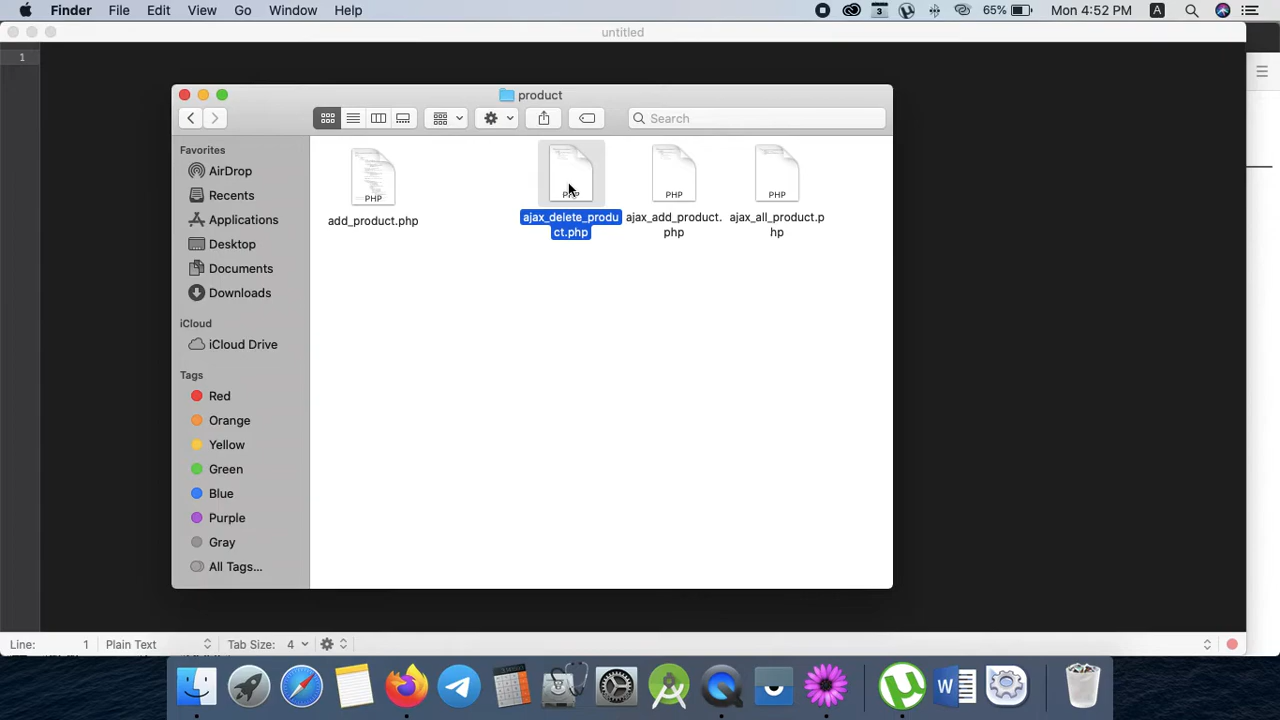 Finder File Edit View Go Window Help 3 65% Mon 4:52 PM A
untitled
1
product
Search
Favorites
AirDrop
Recents
Applications
Desktop
Documents
Downloads
iCloud
iCloud Drive
Tags
Red
Orange
Yellow
Green
Blue
Purple
Gray
All Tags...
PHP PHP PHP PHP
add_product.php
ajax_delete_produ
ct.php
ajax_add_product.
php
ajax_all_product.p
hp
Line: 1 Plain Text Tab Size: 4
W